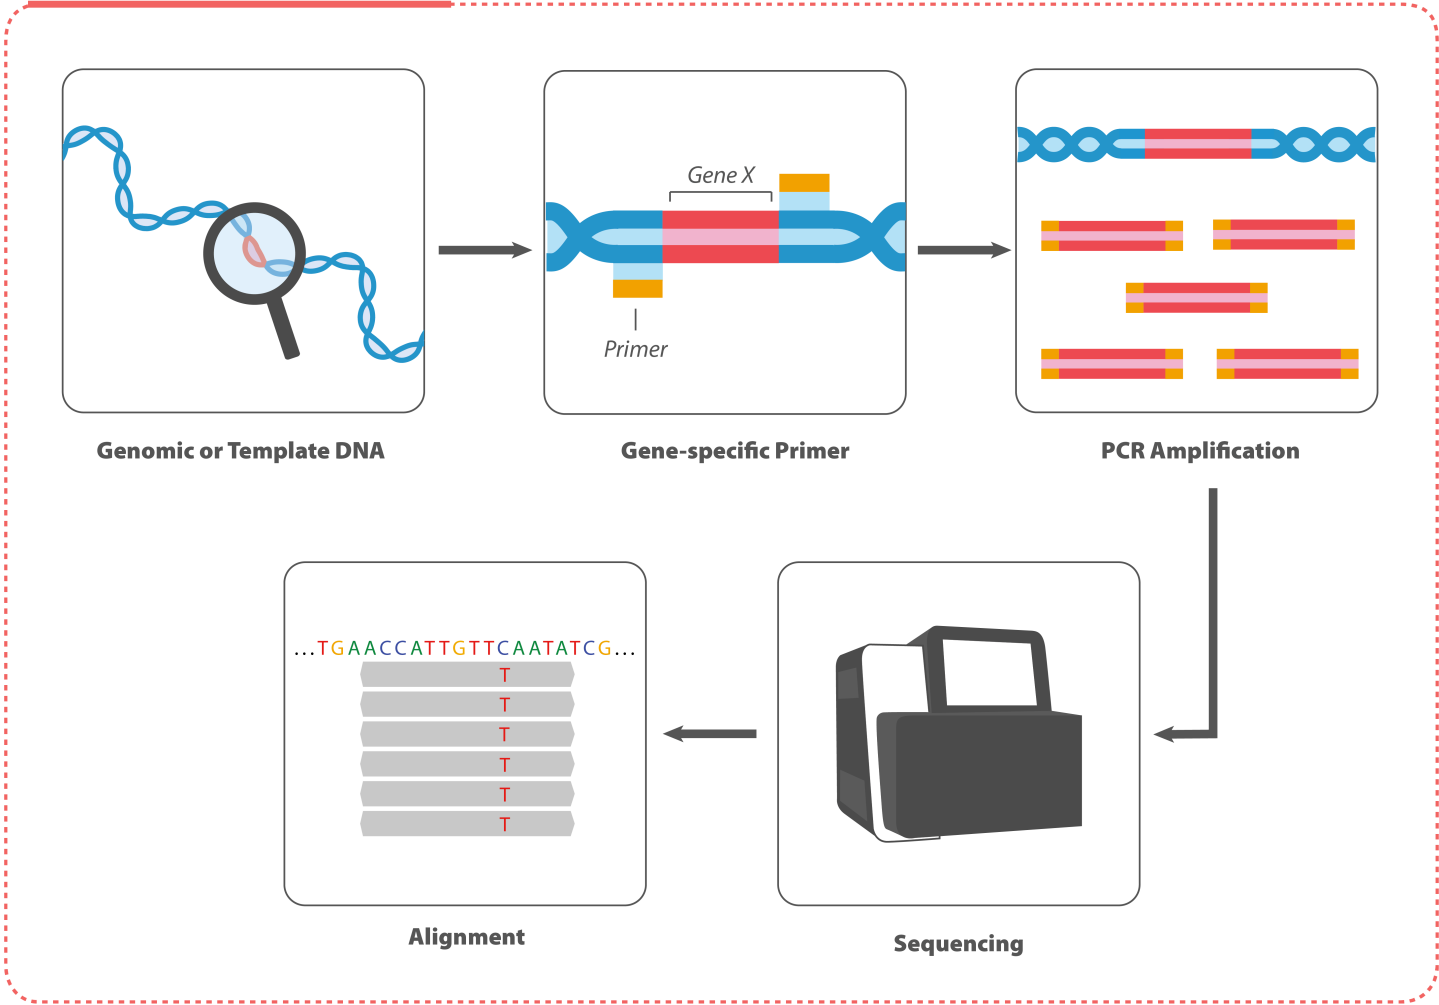 Gene X
Primer
Genomic or Template DNA
Gene-specific Primer
PCR Amplification
...TGAACCATTGTTCAATATCG...
T
T
T
T
T
T
Alignment
Sequencing